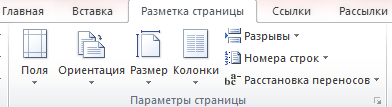 Главная Вставка Разметка страницы Ссылки Рассылки
Поля Ориентация Размер Колонки
Разрывы
Номера строк
Расстановка переносов
Параметры страницы